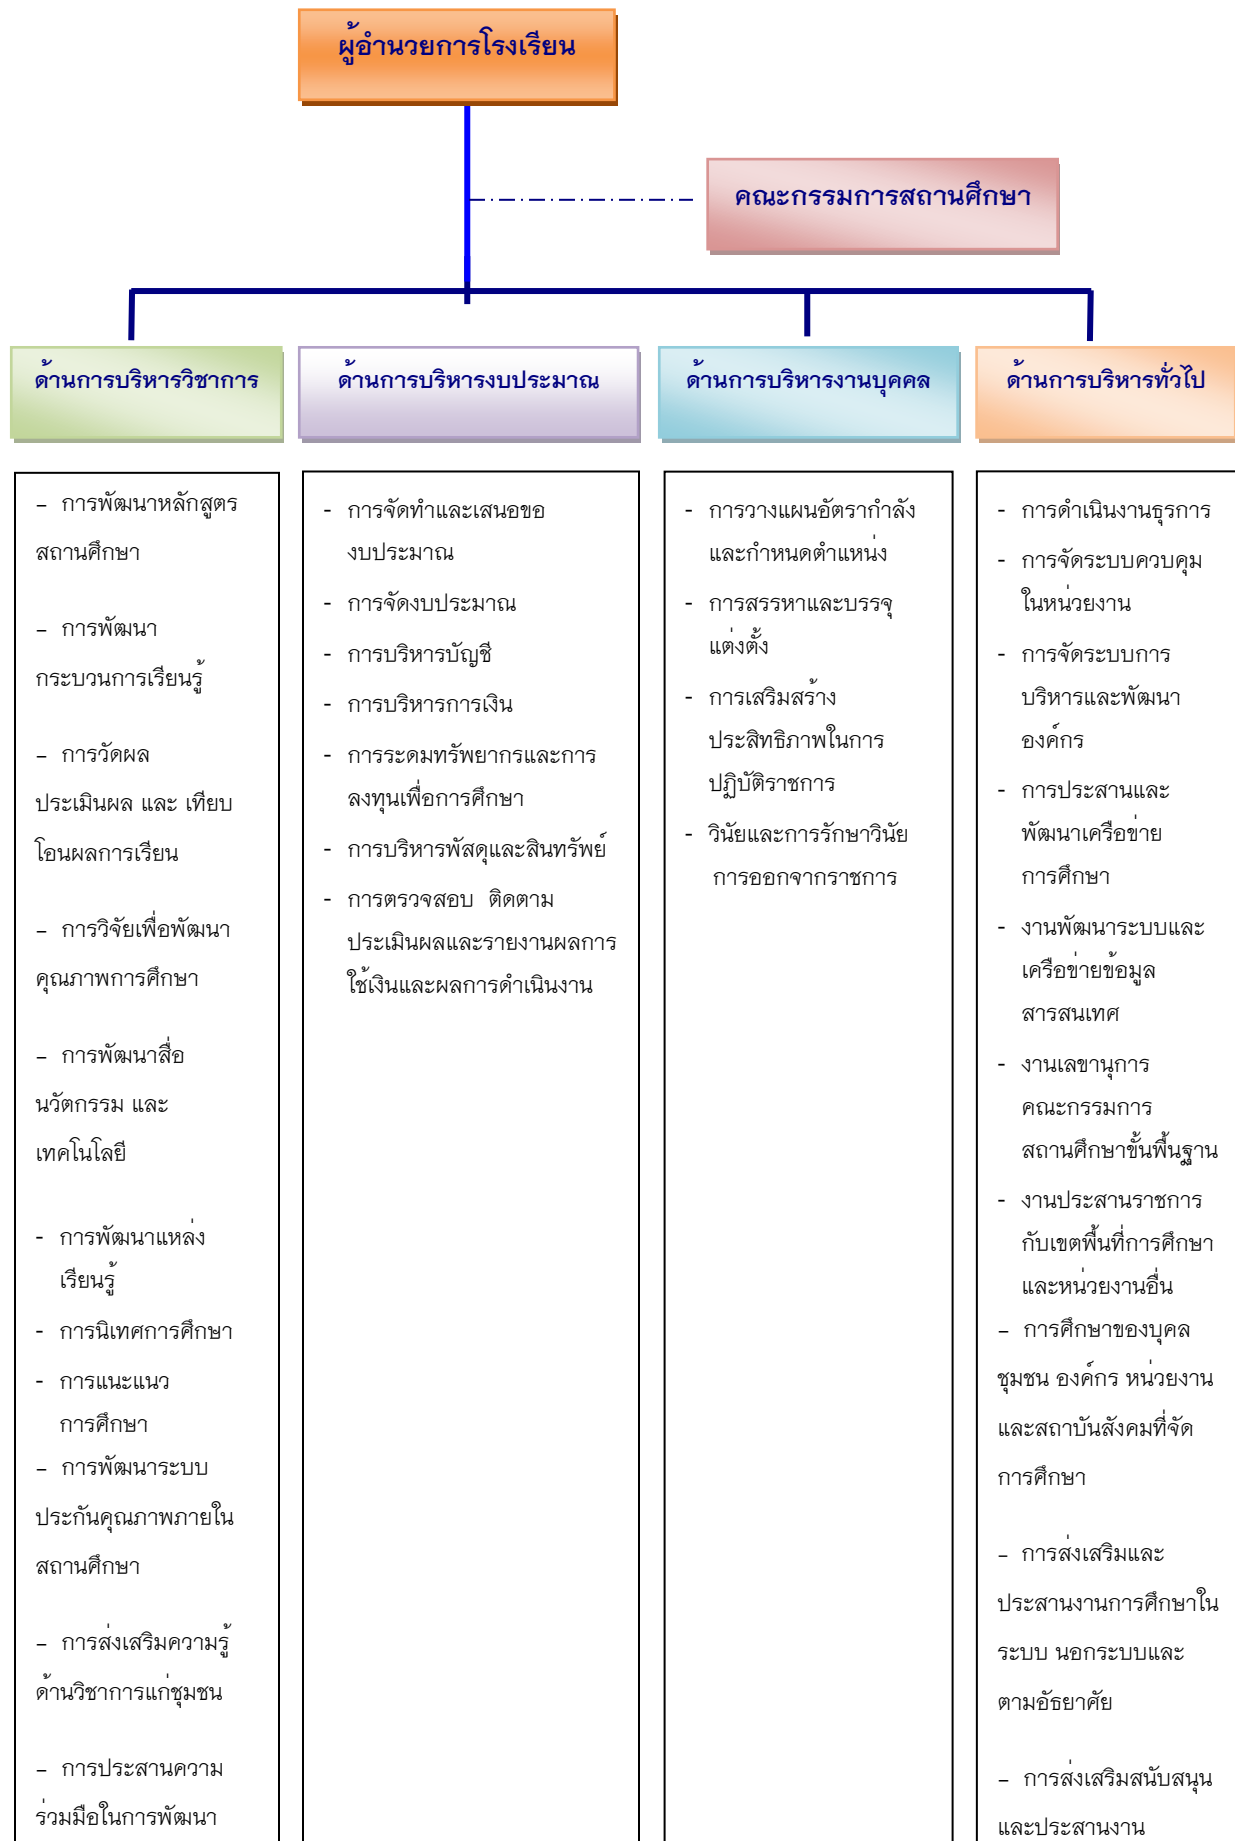 ผู้อำนวยการโรงเรียน
คณะกรรมการสถานศึกษา
ด้านการบริหารวิชาการ
ด้านการบริหารงบประมาณ
ด้านการบริหารงานบุคคล
ด้านการบริหารทั่วไป
– การพัฒนาหลักสูตร
สถานศึกษา
– การพัฒนา
กระบวนการเรียนรู้
– การวัดผล
ประเมินผล และ เทียบ
โอนผลการเรียน
– การวิจัยเพื่อพัฒนา
คุณภาพการศึกษา
– การพัฒนาสื่อ
นวัตกรรม และ
เทคโนโลยี
- การพัฒนาแหล่ง
เรียนรู้
- การนิเทศการศึกษา
- การแนะแนว
การศึกษา
– การพัฒนาระบบ
ประกันคุณภาพภายใน
สถานศึกษา
– การส่งเสริมความรู้
ด้านวิชาการแก่ชุมชน
– การประสานความ
ร่วมมือในการพัฒนา
- การจัดทำและเสนอขอ
งบประมาณ
- การจัดงบประมาณ
- การบริหารบัญชี
- การบริหารการเงิน
- การระดมทรัพยากรและการ
ลงทุนเพื่อการศึกษา
- การบริหารพัสดุและสินทรัพย์
- การตรวจสอบ ติดตาม
ประเมินผลและรายงานผลการ
ใช้เงินและผลการดำเนินงาน
- การวางแผนอัตรากำลัง
และกำหนดตำแหน่ง
- การสรรหาและบรรจุ
แต่งตั้ง
- การเสริมสร้าง
ประสิทธิภาพในการ
ปฏิบัติราชการ
- วินัยและการรักษาวินัย
การออกจากราชการ
- การดำเนินงานธุรการ
- การจัดระบบควบคุม
ในหน่วยงาน
- การจัดระบบการ
บริหารและพัฒนา
องค์กร
- การประสานและ
พัฒนาเครือข่าย
การศึกษา
- งานพัฒนาระบบและ
เครือข่ายข้อมูล
สารสนเทศ
- งานเลขานุการ
คณะกรรมการ
สถานศึกษาขั้นพื้นฐาน
- งานประสานราชการ
กับเขตพื้นที่การศึกษา
และหน่วยงานอื่น
– การศึกษาของบุคล
ชุมชน องค์กร หน่วยงาน
และสถาบันสังคมที่จัด
การศึกษา
– การส่งเสริมและ
ประสานงานการศึกษาใน
ระบบ นอกระบบและ
ตามอัธยาศัย
– การส่งเสริมสนับสนุน
และประสานงาน